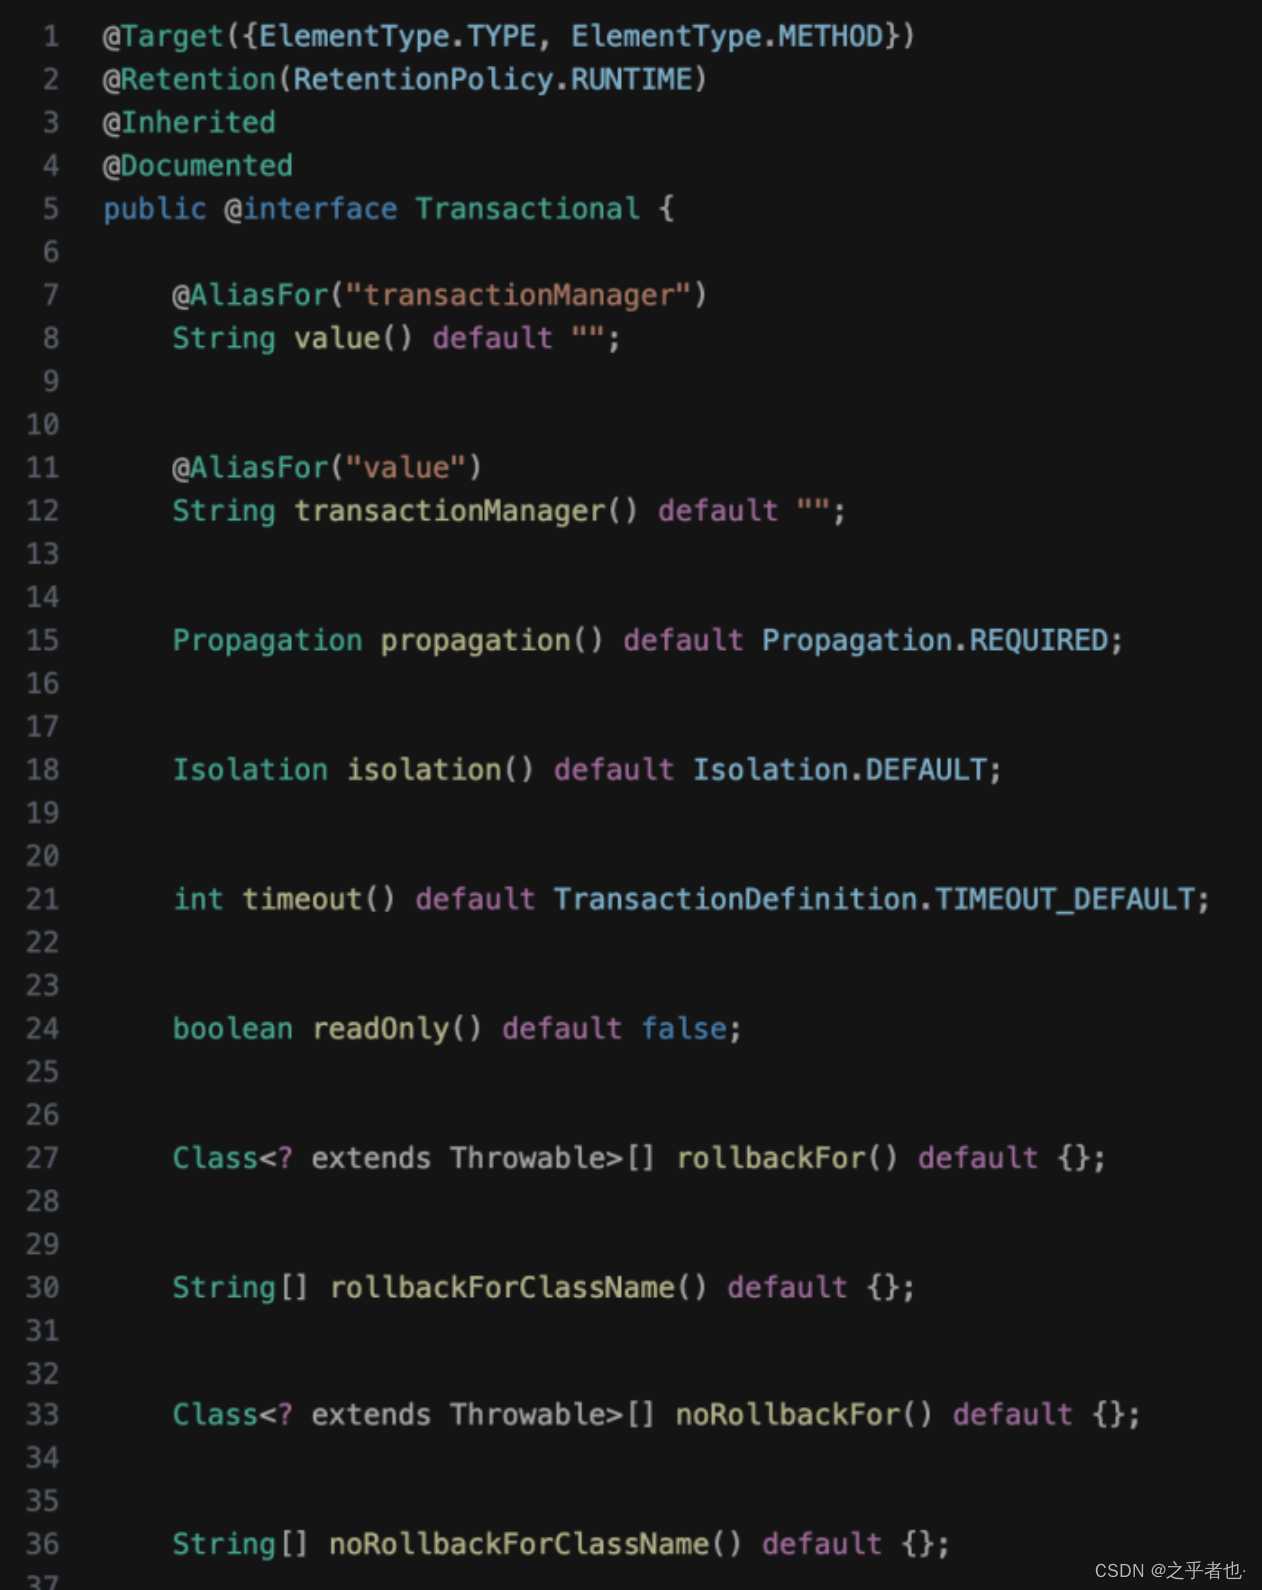 1 @Target({ElementType.TYPE, ElementType.METHOD})
2 @Retention(RetentionPolicy.RUNTIME)
3 @Inherited
4 @Documented
5 public @interface Transactional {
6
7 @AliasFor("transactionManager")
8 String value() default "";
9
10
11 @AliasFor("value")
12 String transactionManager() default "";
13
14
15 Propagation propagation() default Propagation.REQUIRED;
16
17
18 Isolation isolation() default Isolation.DEFAULT;
19
20
21 int timeout() default TransactionDefinition.TIMEOUT_DEFAULT;
22
23
24 boolean readOnly() default false;
25
26
27 Class<? extends Throwable>[] rollbackFor() default {};
28
29
30 String[] rollbackForClassName() default {};
31
32
33 Class<? extends Throwable>[] noRollbackFor() default {};
34
35
36 String[] noRollbackForClassName() default {};
37
CSDN @之乎者也·